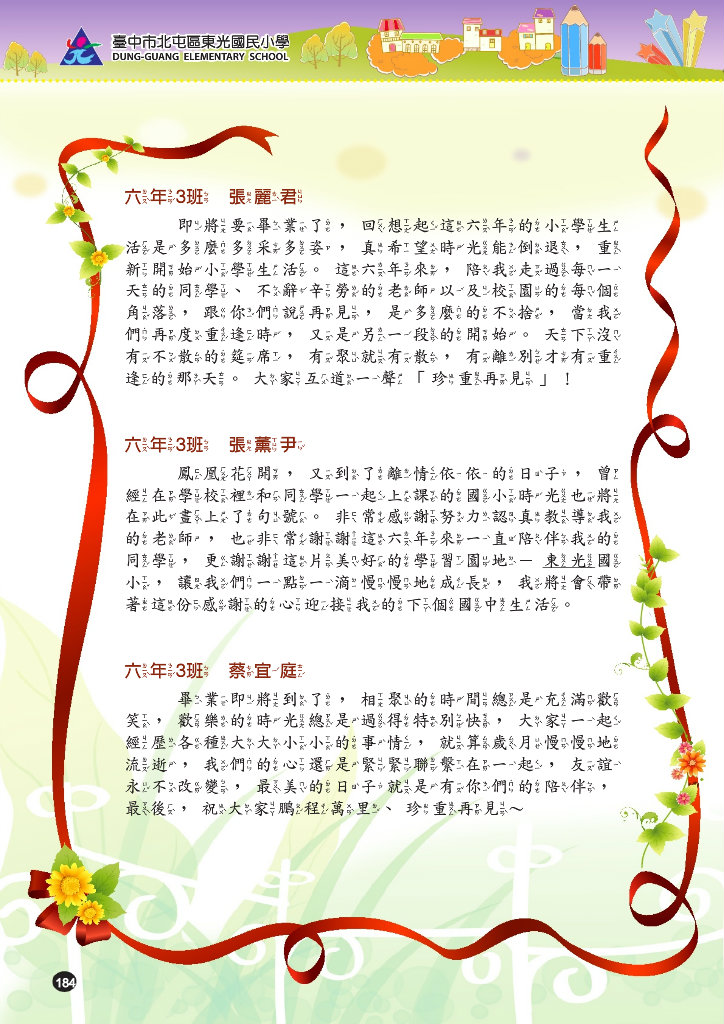 臺中市北屯區東光國民小學
DUNG-GUANG ELEMENTARY SCHOOL
六年3班 張麗君
即將要畢業了，回想起這六年的小學生
活是多麼多采多姿，真希望時光能倒退，重
新開始小學生活。這六年來，陪我走過每一
天的同學、不辭辛勞的老師以及校園的每個
角落，跟你們說再見，是多麼的不捨，當我
們再度重逢時，又是另一段的開始。天下沒
有不散的筵席，有聚就有散，有離別才有重
逢的那天。大家互道一聲「珍重再見」！
六年3班 張薰尹
鳳凰花開，又到了離情依依的日子，曾
經在學校裡和同學一起上課的國小時光也將
在此畫上了句號。非常感謝努力認真教導我
的老師，也非常謝謝這六年來一直陪伴我的
同學，更謝謝這片美好的學習園地－東光國
小，讓我們一點一滴慢慢地成長，我將會帶
著這份感謝的心迎接我的下個國中生活。
六年3班 蔡宜庭
畢業即將到了，相聚的時間總是充滿歡
笑，歡樂的時光總是過得特別快，大家一起
經歷各種大大小小的事情，就算歲月慢慢地
流逝，我們的心還是緊緊聯繫在一起，友誼
永不改變，最美的日子就是有你們的陪伴，
最後，祝大家鵬程萬里、珍重再見～
184